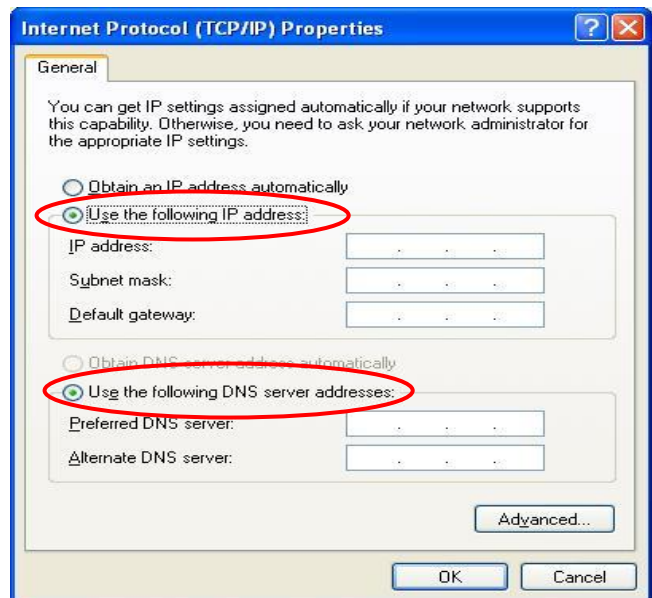 Internet Protocol (TCP/IP) Properties
General
You can get IP settings assigned automatically if your network supports
this capability. Otherwise, you need to ask your network administrator for
the appropriate IP settings.
Obtain an IP address automatically
Use the following IP address:
IP address:
Subnet mask:
Default gateway:
Obtain DNS server address automatically
Use the following DNS server addresses:
Preferred DNS server:
Alternate DNS server:
Advanced...
OK Cancel